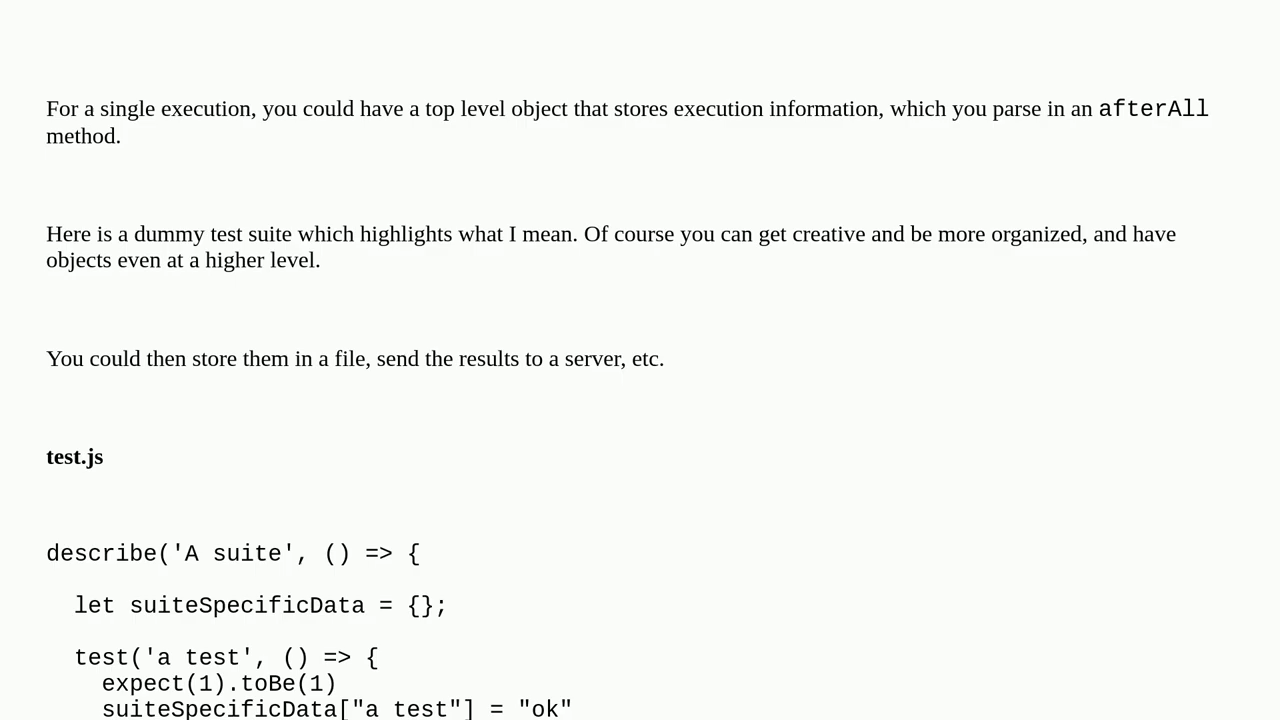 For a single execution, you could have a top level object that stores execution information, which you parse in an afterAll
method.
Here is a dummy test suite which highlights what I mean. Of course you can get creative and be more organized, and have
objects even at a higher level.
You could then store them in a file, send the results to a server, etc.
test.js
describe('A suite', () => {
  let suiteSpecificData = {};
  test('a test', () => {
    expect(1).toBe(1)
    suiteSpecificData["a test"] = "ok"